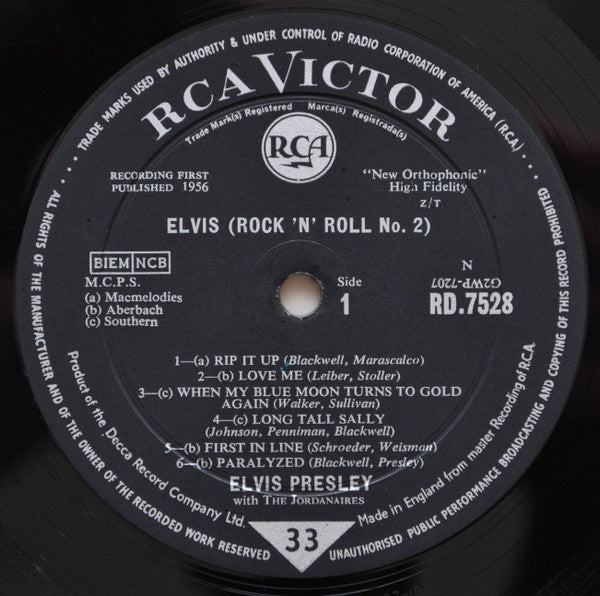 TRADE MARKS USED BY AUTHORITY & UNDER CONTROL OF RADIO CORPORATION OF AMERICA (R.C.A.)
RCA VICTOR
Trade Mark(s) Registered Marca(s) Registrada(s)
RCA
RECORDING FIRST
PUBLISHED 1956
"New Orthophonic"
High Fidelity
Z/T
ELVIS (ROCK 'N' ROLL No. 2)
BIEM NCB
M.C.P.S.
(a) Macmelodies
(b) Aberbach
(c) Southern
Side
1
N
G2WP-7207
RD.7528
1—(a) RIP IT UP (Blackwell, Marascalco)
2—(b) LOVE ME (Leiber, Stoller)
3—(c) WHEN MY BLUE MOON TURNS TO GOLD
AGAIN (Walker, Sullivan)
4—(c) LONG TALL SALLY
(Johnson, Penniman, Blackwell)
5—(b) FIRST IN LINE (Schroeder, Weisman)
6—(b) PARALYZED (Blackwell, Presley)
ELVIS PRESLEY
with THE JORDANAIRES
Product of the Decca Record Company Ltd.
Made in England from master Recording of R.C.A.
33
ALL RIGHTS OF THE MANUFACTURER AND OF THE OWNER OF THE RECORDED WORK RESERVED
UNAUTHORISED PUBLIC PERFORMANCE BROADCASTING AND COPYING OF THIS RECORD PROHIBITED